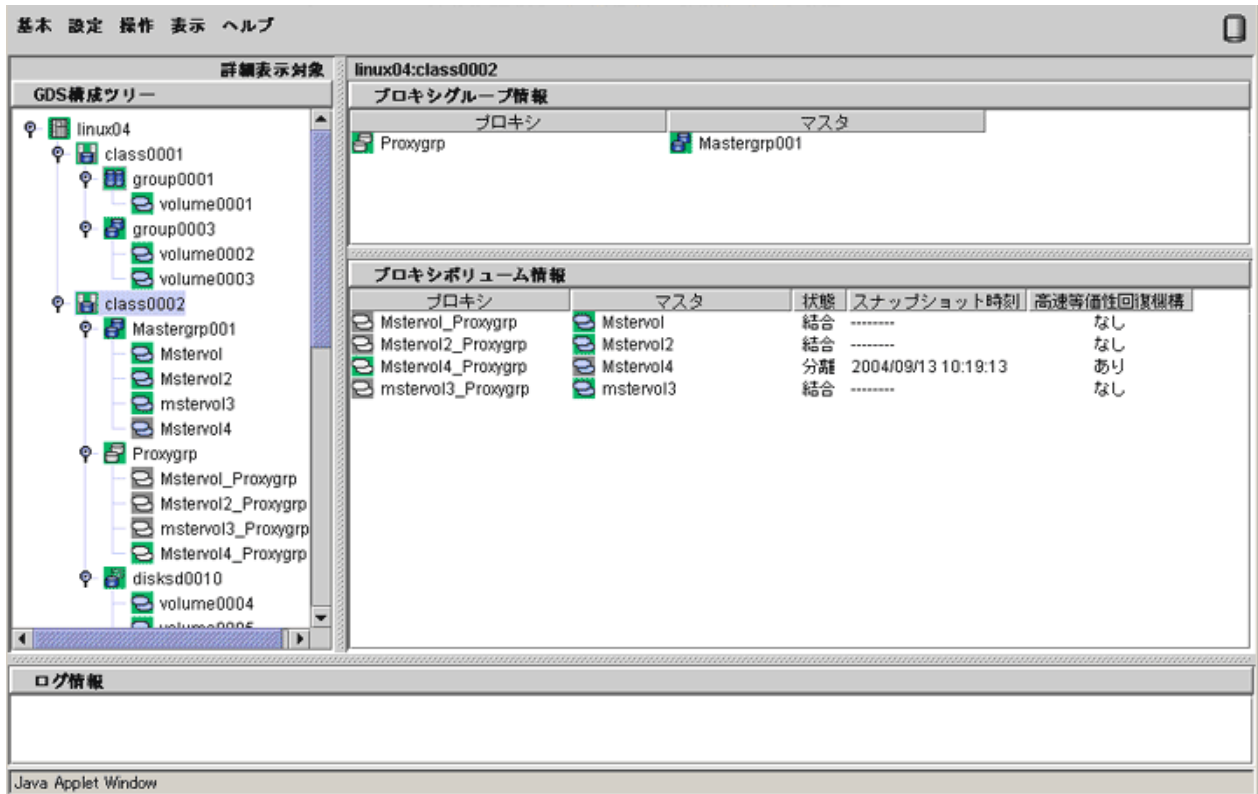 基本 設定 操作 表示 ヘルプ
詳細表示対象
GDS構成ツリー
linux04
class0001
group0001
volume0001
group0003
volume0002
volume0003
class0002
Mastergrp001
Mstervol
Mstervol2
mstervol3
Mstervol4
Proxygrp
Mstervol_Proxygrp
Mstervol2_Proxygrp
mstervol3_Proxygrp
Mstervol4_Proxygrp
disksd0010
volume0004
volume0005
linux04:class0002
プロキシグループ情報
プロキシ マスタ
Proxygrp Mastergrp001
プロキシボリューム情報
プロキシ マスタ 状態 スナップショット時刻 高速等価性回復機構
Mstervol_Proxygrp Mstervol 結合 -------- なし
Mstervol2_Proxygrp Mstervol2 結合 -------- なし
Mstervol4_Proxygrp Mstervol4 分離 2004/09/13 10:19:13 あり
mstervol3_Proxygrp mstervol3 結合 -------- なし
ログ情報
Java Applet Window